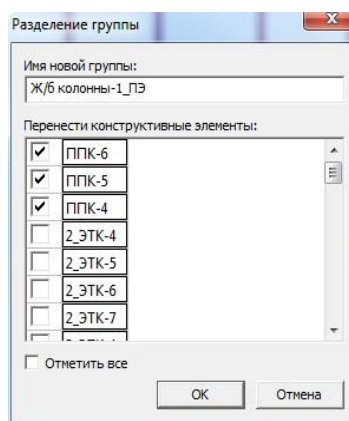 Разделение группы
Имя новой группы:
Ж/б колонны-1_ПЭ
Перенести конструктивные элементы:
ППК-6
ППК-5
ППК-4
2_ЭТК-4
2_ЭТК-5
2_ЭТК-6
2_ЭТК-7
Отметить все
ОК Отмена